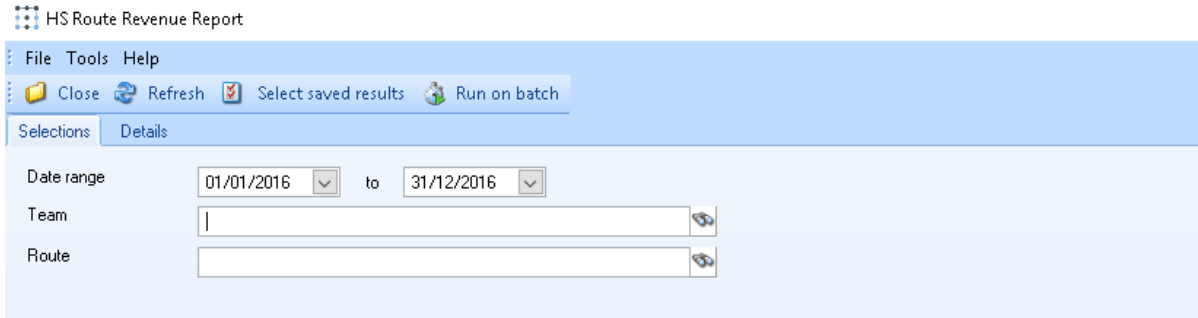 HS Route Revenue Report
File Tools Help
Close Refresh Select saved results Run on batch
Selections Details
Date range 01/01/2016 to 31/12/2016
Team
Route